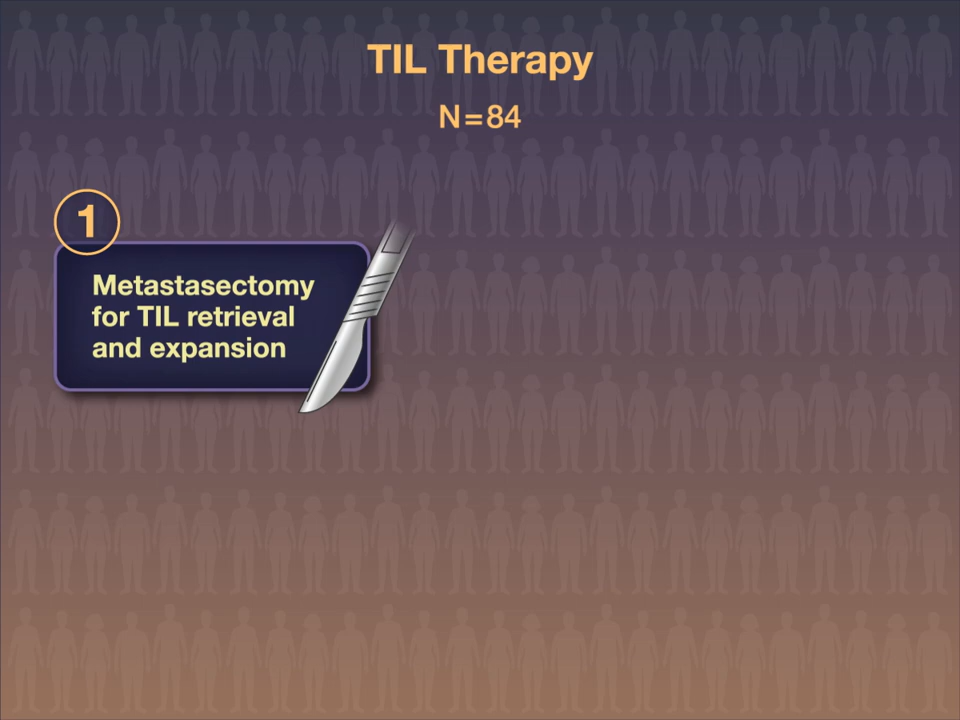 TIL Therapy
N=84
1
Metastasectomy
for TIL retrieval
and expansion